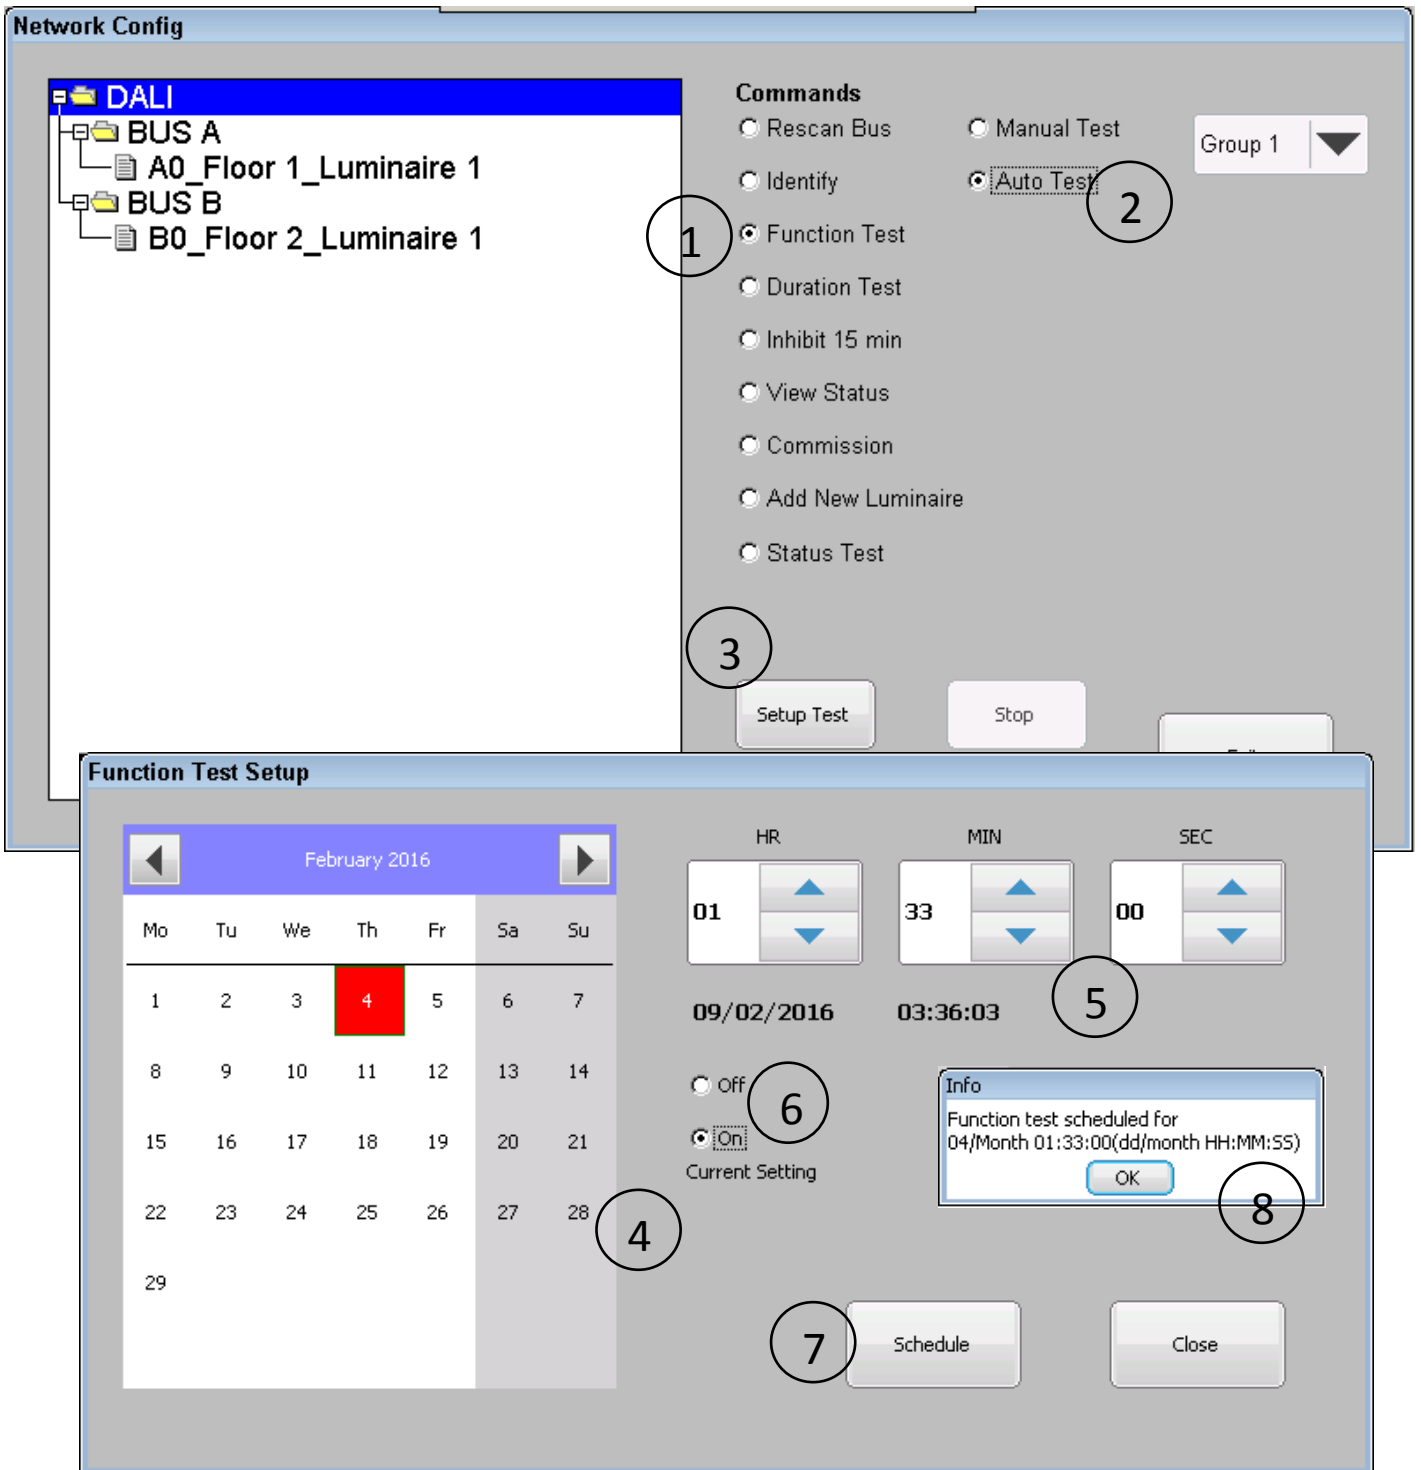 Network Config
DALI
BUS A
A0_Floor 1_Luminaire 1
BUS B
B0_Floor 2_Luminaire 1
Commands
Rescan Bus
Manual Test
Group 1
Identify
Auto Test
2
1
Function Test
Duration Test
Inhibit 15 min
View Status
Commission
Add New Luminaire
Status Test
3
Setup Test
Stop
Function Test Setup
February 2016
Mo Tu We Th Fr Sa Su
1 2 3 4 5 6 7
8 9 10 11 12 13 14
15 16 17 18 19 20 21
22 23 24 25 26 27 28
29
4
HR MIN SEC
01 33 00
09/02/2016 03:36:03
5
Off
6
On
Current Setting
Info
Function test scheduled for
04/Month 01:33:00(dd/month HH:MM:SS)
OK
8
7
Schedule
Close